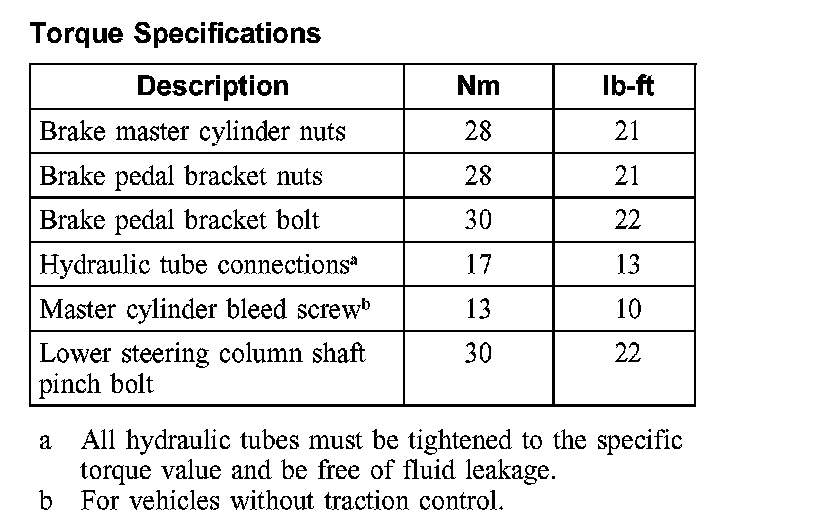 Torque Specifications
Description Nm lb-ft
Brake master cylinder nuts 28 21
Brake pedal bracket nuts 28 21
Brake pedal bracket bolt 30 22
Hydraulic tube connectionsᵃ 17 13
Master cylinder bleed screwᵇ 13 10
Lower steering column shaft 30 22
pinch bolt
a All hydraulic tubes must be tightened to the specific
torque value and be free of fluid leakage.
b For vehicles without traction control.